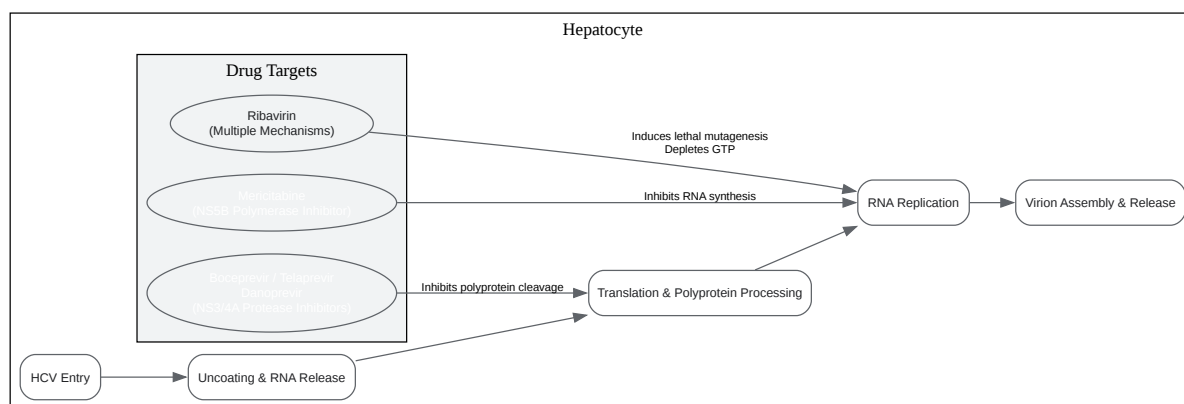 Hepatocyte
Drug Targets
Ribavirin
(Multiple Mechanisms)
Induces lethal mutagenesis
Depletes GTP
Mericitabine
(NS5B Polymerase Inhibitor)
Inhibits RNA synthesis
RNA Replication
Virion Assembly & Release
Boceprevir / Telaprevir
Danoprevir
(NS3/4A Protease Inhibitors)
Inhibits polyprotein cleavage
Translation & Polyprotein Processing
HCV Entry
Uncoating & RNA Release